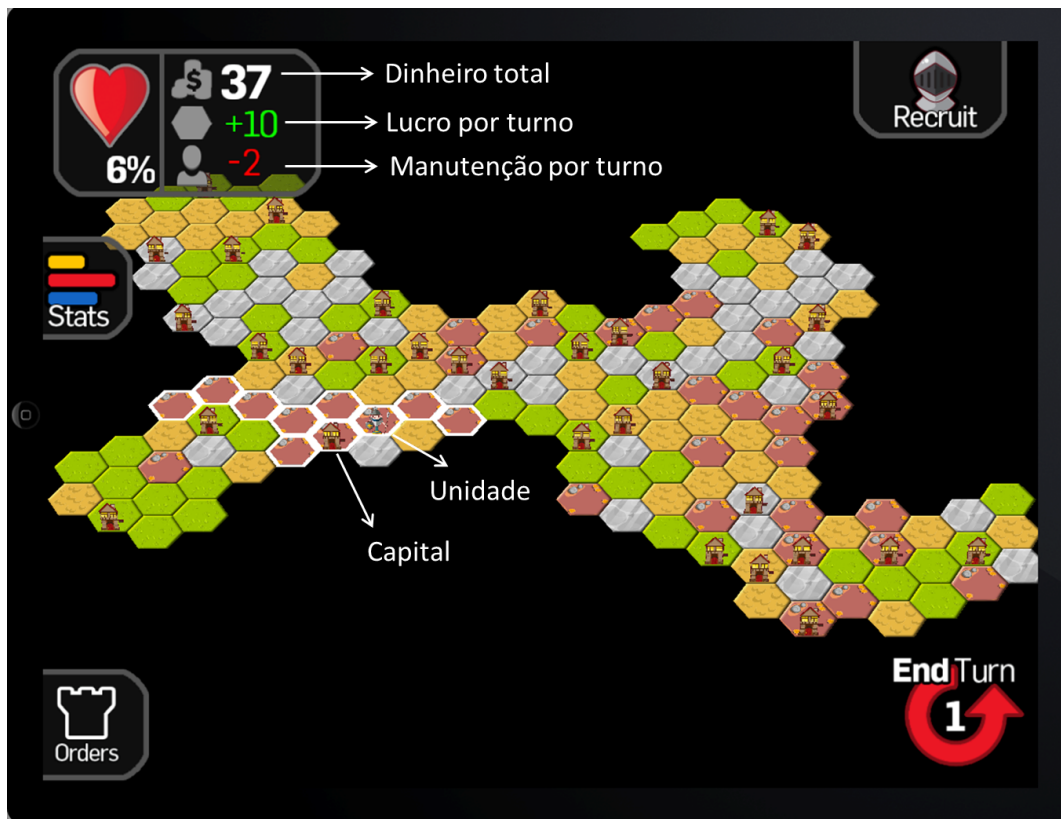 37
Dinheiro total
+10
Lucro por turno
6%
-2
Manutenção por turno
Recruit
Stats
Unidade
Capital
Orders
End Turn
1